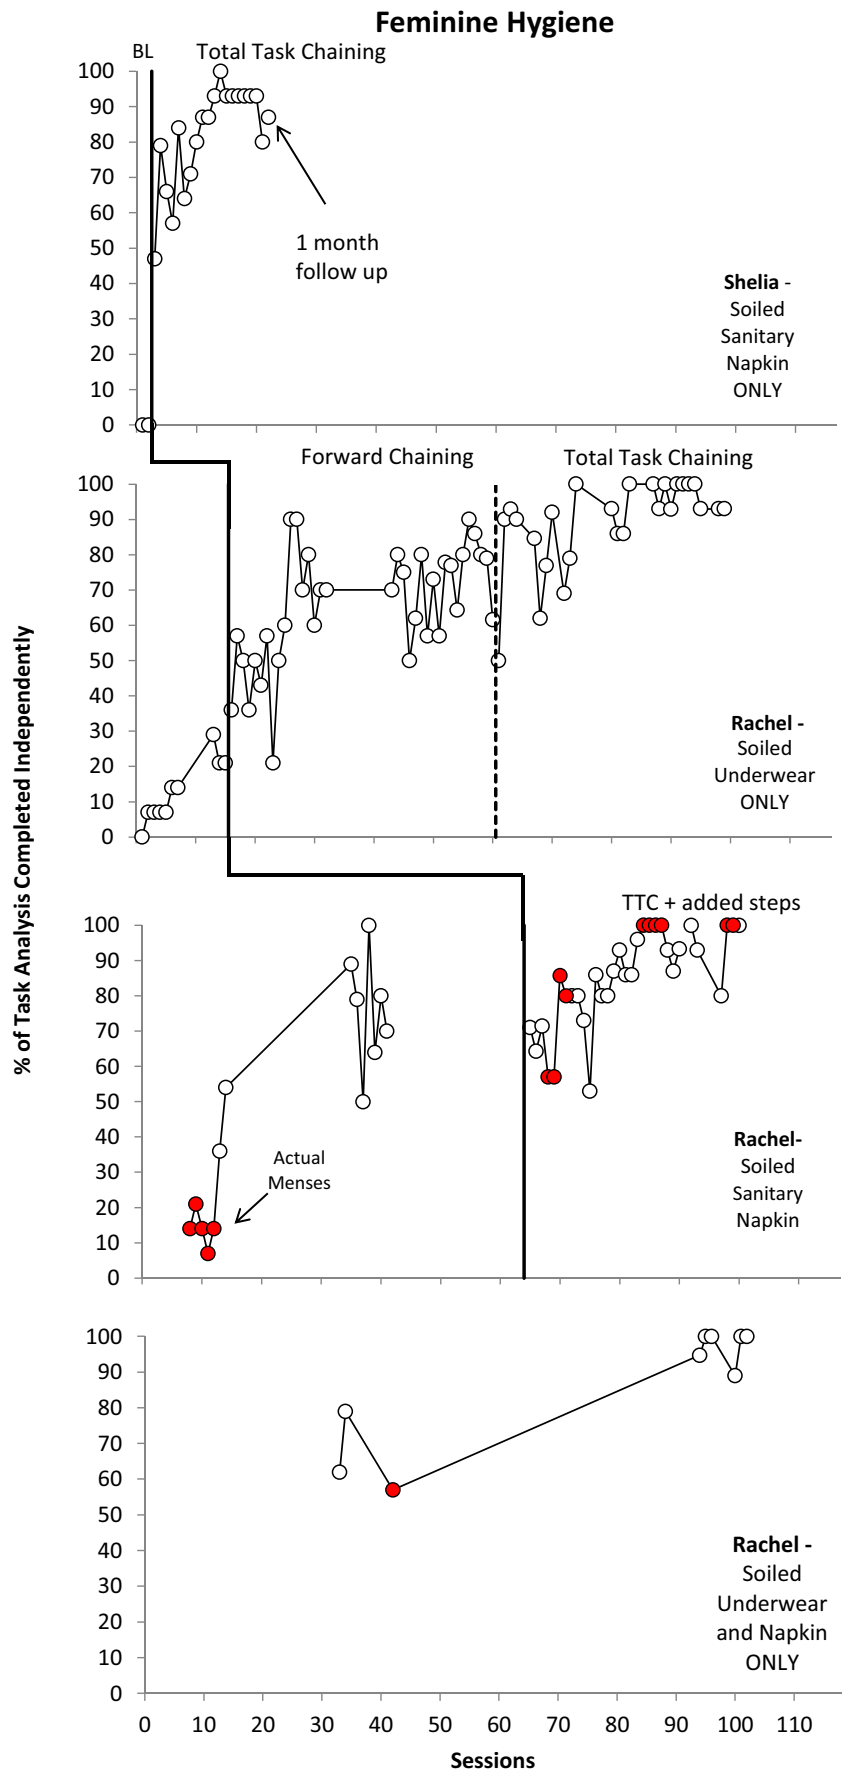 Feminine Hygiene
BL
Total Task Chaining
100
90
80
70
60
50
40
30
20
10
0
1 month
follow up
Shelia -
Soiled
Sanitary
Napkin
ONLY
Forward Chaining
Total Task Chaining
100
90
80
70
60
50
40
30
20
10
0
Rachel -
Soiled
Underwear
ONLY
% of Task Analysis Completed Independently
TTC + added steps
100
90
80
70
60
50
40
30
20
10
0
Actual
Menses
Rachel-
Soiled
Sanitary
Napkin
100
90
80
70
60
50
40
30
20
10
0
Rachel -
Soiled
Underwear
and Napkin
ONLY
0 10 20 30 40 50 60 70 80 90 100 110
Sessions